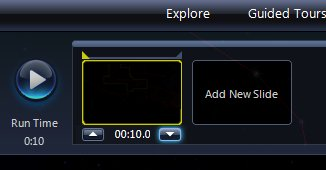 Explore Guided Tours
Add New Slide
Run Time
00:10.0
0:10